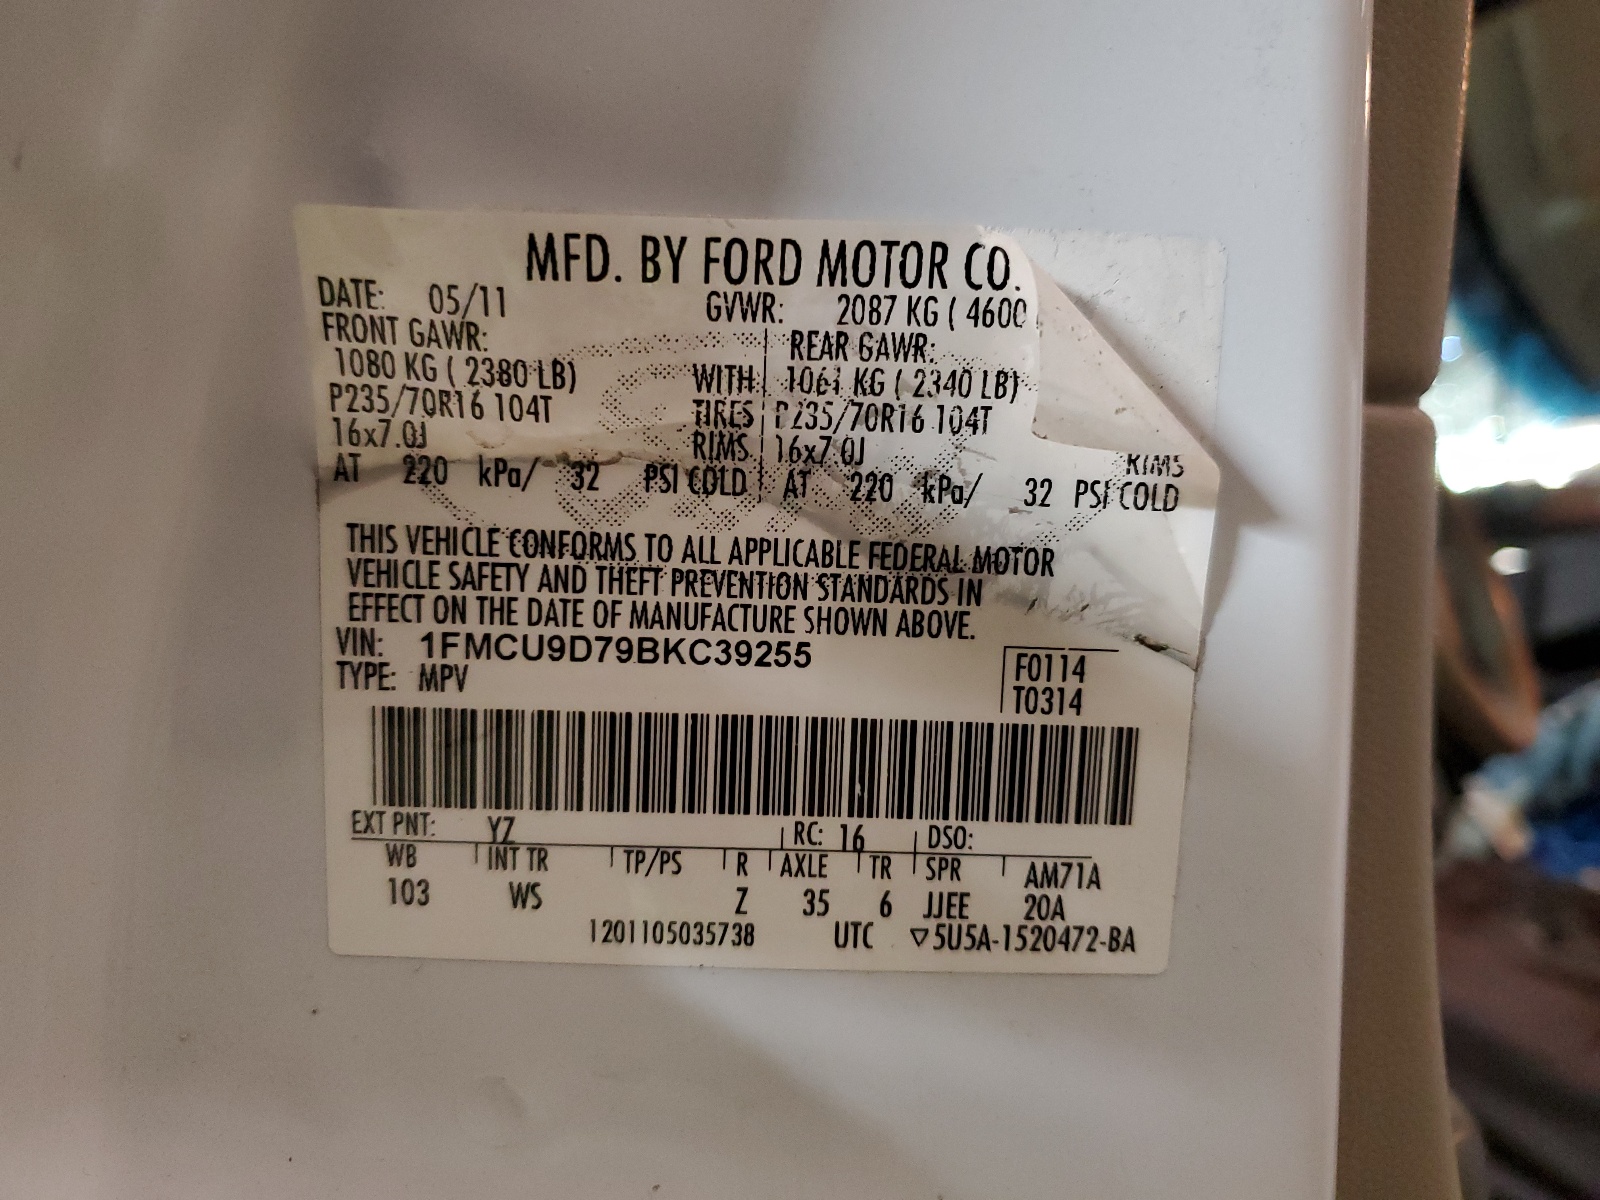 MFD. BY FORD MOTOR CO.
DATE: 05/11 GVWR: 2087 KG ( 4600
FRONT GAWR: REAR GAWR:
1080 KG ( 2380 LB) WITH 1061 KG ( 2340 LB)
P235/70R16 104T TIRES P235/70R16 104T
16x7.0J RIMS 16x7.0J RIMS
AT 220 kPa/ 32 PSI COLD AT 220 kPa/ 32 PSI COLD
THIS VEHICLE CONFORMS TO ALL APPLICABLE FEDERAL MOTOR
VEHICLE SAFETY AND THEFT PREVENTION STANDARDS IN
EFFECT ON THE DATE OF MANUFACTURE SHOWN ABOVE.
VIN: 1FMCU9D79BKC39255 F0114
TYPE: MPV T0314
EXT PNT: YZ RC: 16 DSO:
WB INT TR TP/PS R AXLE TR SPR AM71A
103 WS Z 35 6 JJEE 20A
1201105035738 UTC ▽5U5A-1520472-BA